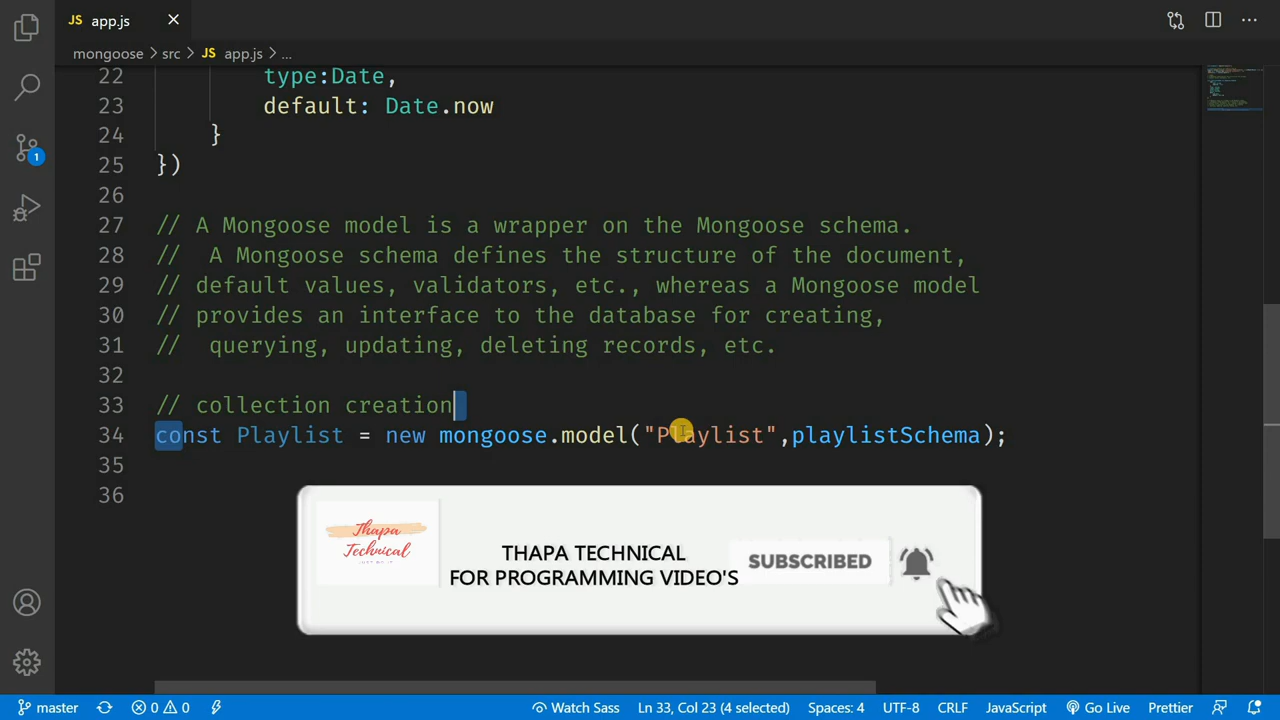 JS app.js
mongoose > src > JS app.js > ...
22 type:Date,
23 default: Date.now
24 }
25 })
26
27 // A Mongoose model is a wrapper on the Mongoose schema.
28 //  A Mongoose schema defines the structure of the document,
29 // default values, validators, etc., whereas a Mongoose model
30 // provides an interface to the database for creating,
31 //  querying, updating, deleting records, etc.
32
33 // collection creation
34 const Playlist = new mongoose.model("Playlist",playlistSchema);
35
36
Thapa
Technical
THAPA TECHNICAL
FOR PROGRAMMING VIDEO'S
SUBSCRIBED
1
master 0 0 Watch Sass Ln 33, Col 23 (4 selected) Spaces: 4 UTF-8 CRLF JavaScript Go Live Prettier